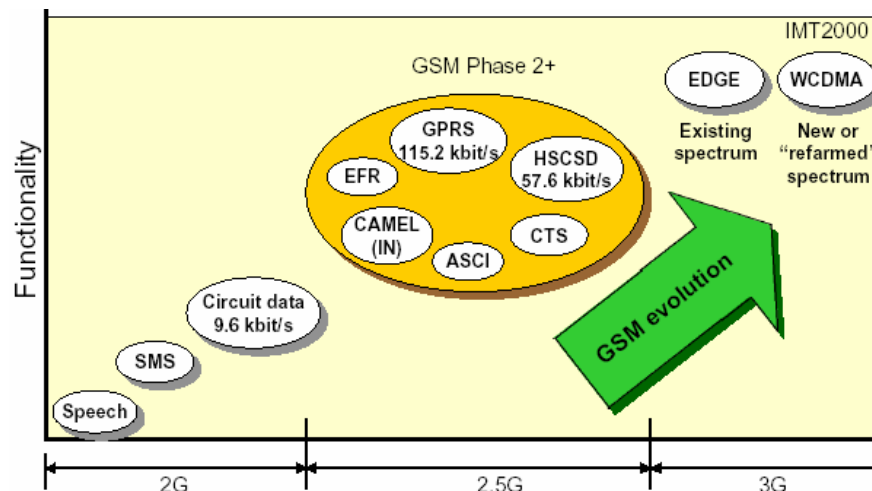 IMT2000
GSM Phase 2+
EDGE
WCDMA
Existing
spectrum
New or
"refarmed"
spectrum
GPRS
115.2 kbit/s
HSCSD
57.6 kbit/s
EFR
CAMEL
(IN)
ASCI
CTS
Functionality
Circuit data
9.6 kbit/s
SMS
Speech
GSM evolution
2G
2.5G
3G